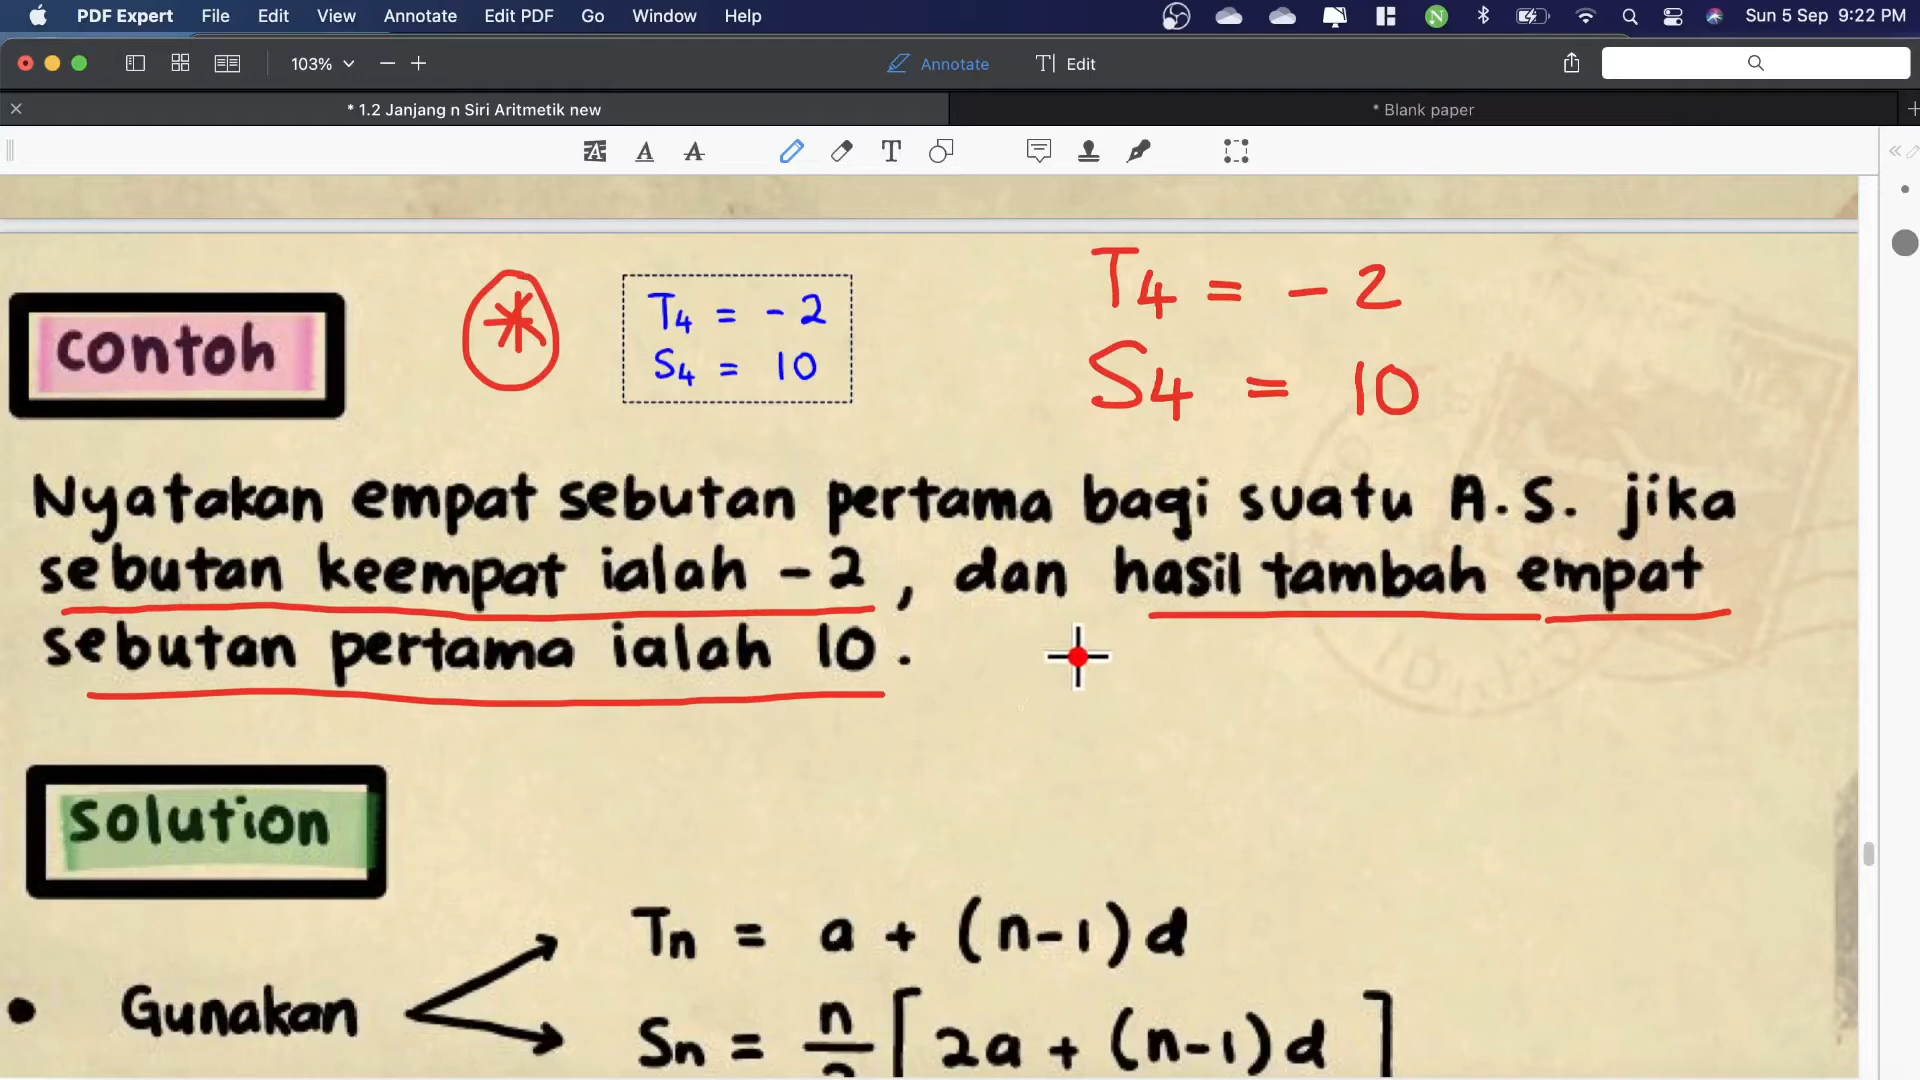 PDF Expert File Edit View Annotate Edit PDF Go Window Help Sun 5 Sep 9:22 PM
103% Annotate Edit
* 1.2 Janjang n Siri Aritmetik new * Blank paper
contoh
*
T4 = - 2
S4 = 10
T4 = - 2
S4 = 10
Nyatakan empat sebutan pertama bagi suatu A.S. jika
sebutan keempat ialah -2 , dan hasil tambah empat
sebutan pertama ialah 10 .
solution
Tn = a + (n-1)d
• Gunakan
Sn = n/2 [ 2a + (n-1)d ]